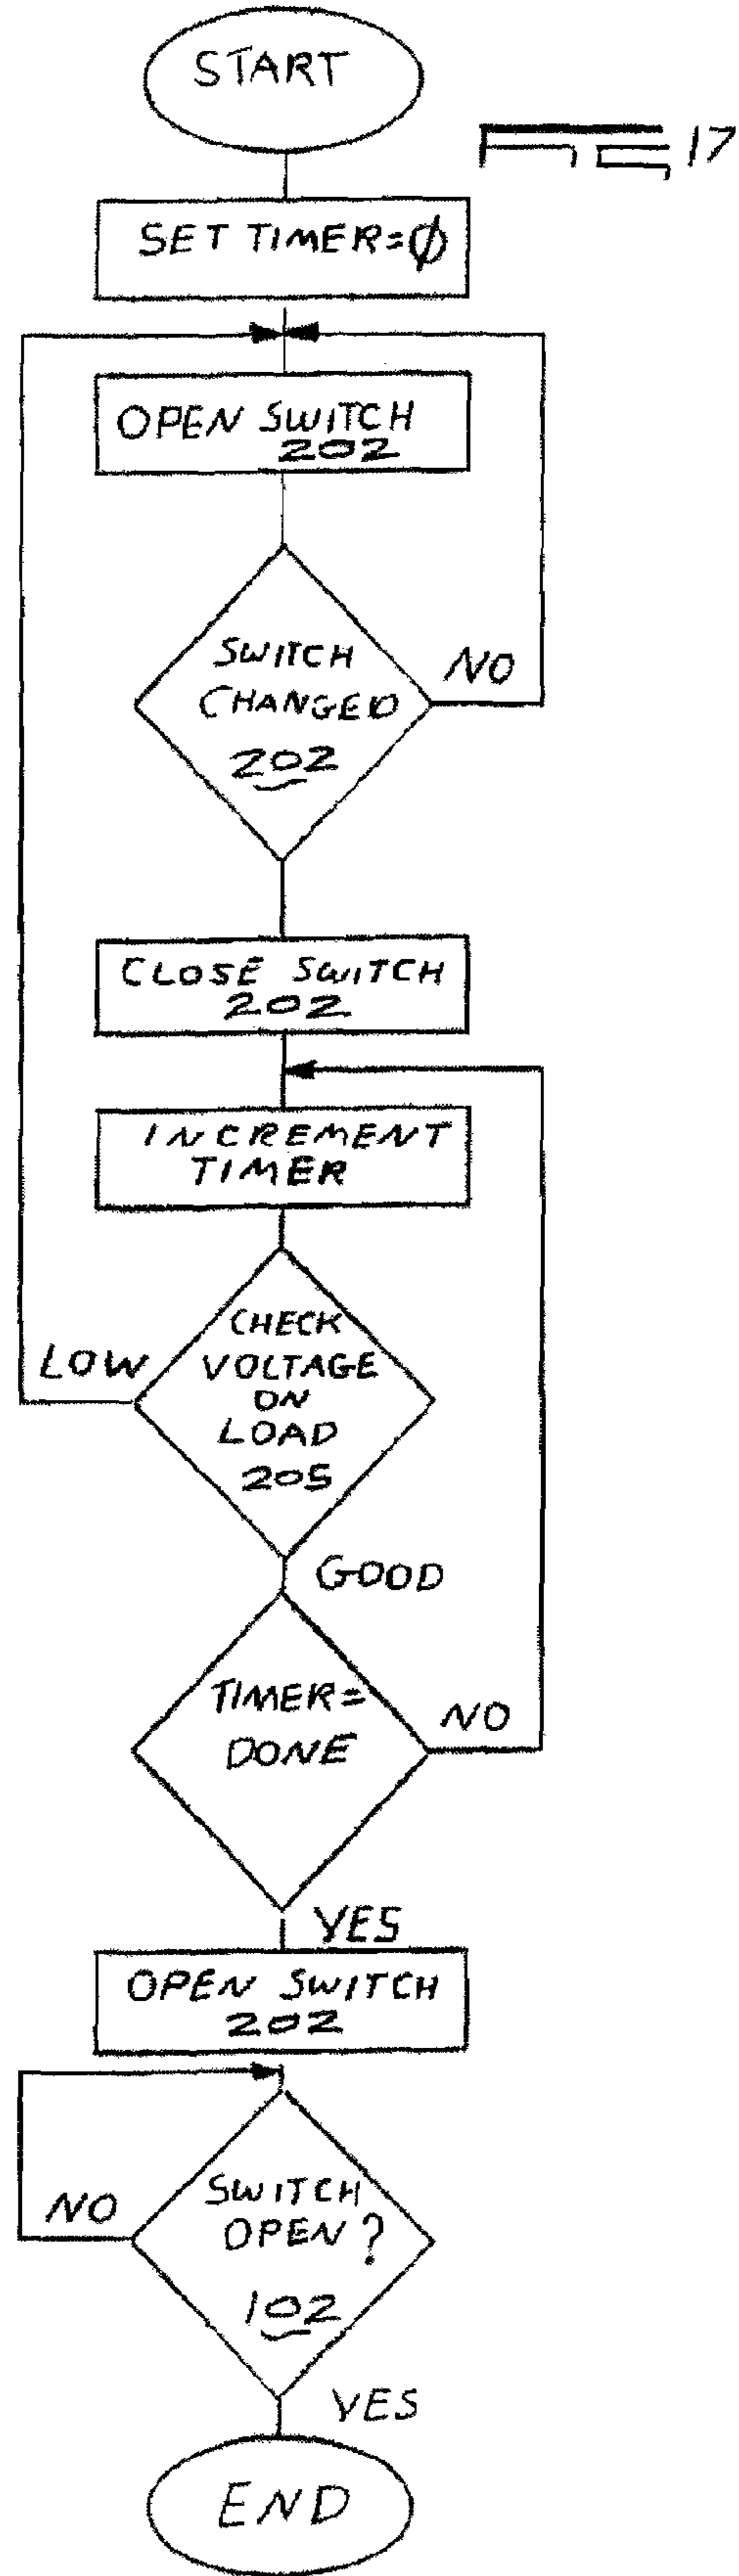 START
17
SET TIMER=Ø
OPEN SWITCH
202
SWITCH
CHANGED
202
NO
CLOSE SWITCH
202
INCREMENT
TIMER
CHECK
VOLTAGE
ON
LOAD
205
LOW
GOOD
TIMER=
DONE
NO
YES
OPEN SWITCH
202
SWITCH
OPEN?
102
NO
YES
END